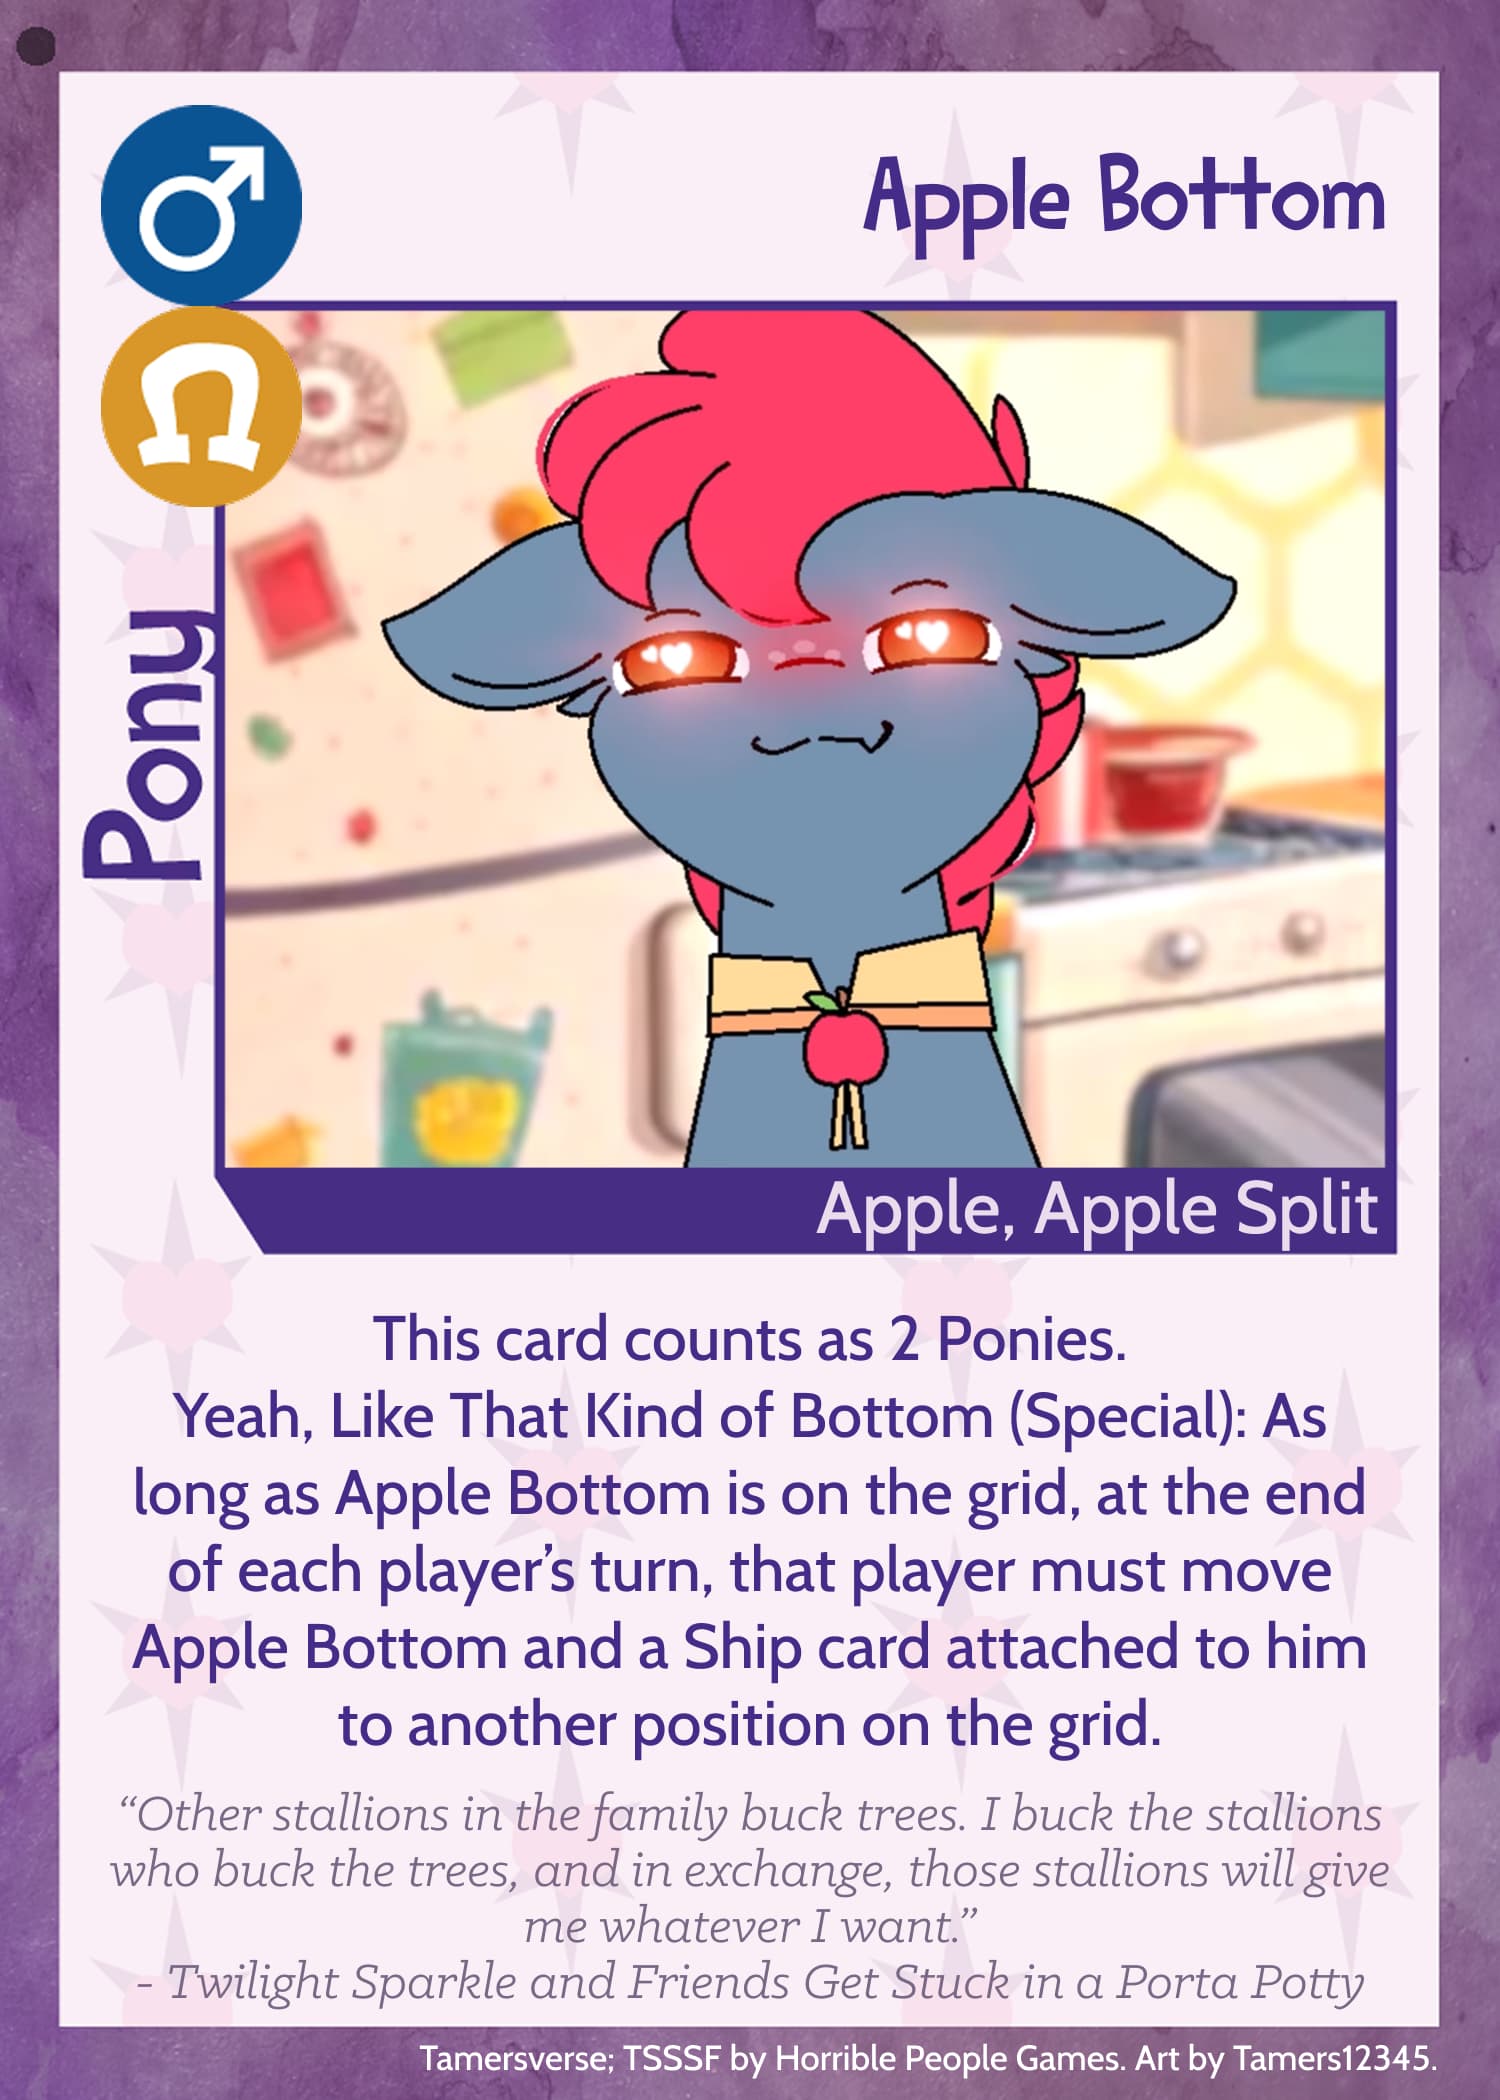 Apple Bottom
Pony
Apple, Apple Split
This card counts as 2 Ponies.
Yeah, Like That Kind of Bottom (Special): As
long as Apple Bottom is on the grid, at the end
of each player’s turn, that player must move
Apple Bottom and a Ship card attached to him
to another position on the grid.
“Other stallions in the family buck trees. I buck the stallions
who buck the trees, and in exchange, those stallions will give
me whatever I want.”
- Twilight Sparkle and Friends Get Stuck in a Porta Potty
Tamersverse; TSSSF by Horrible People Games. Art by Tamers12345.